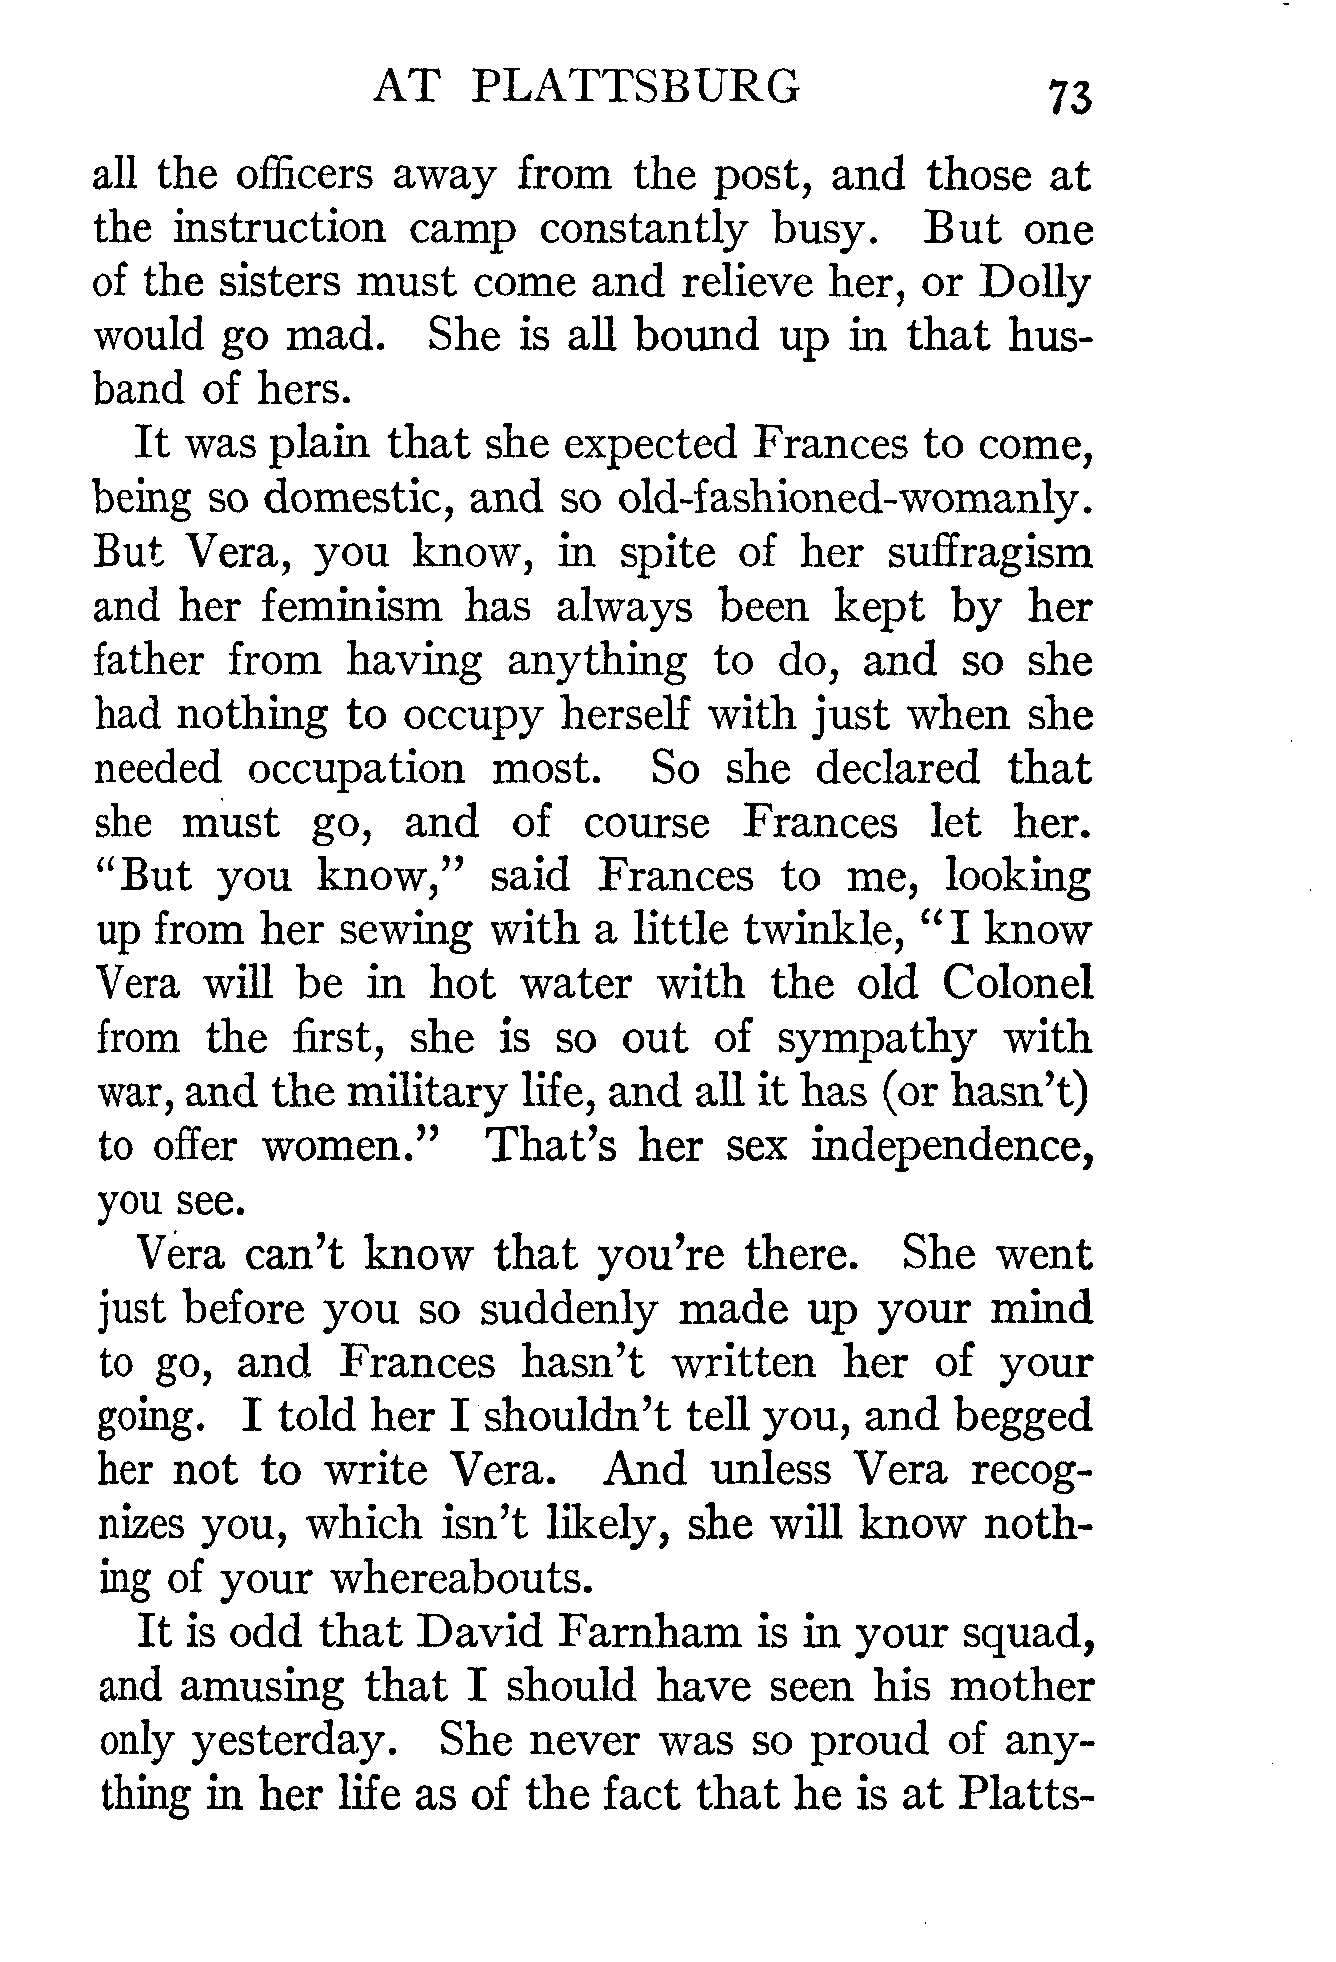 AT PLATTSBURG 73
all the officers away from the post, and those at
the instruction camp constantly busy. But one
of the sisters must come and relieve her, or Dolly
would go mad. She is all bound up in that hus-
band of hers.
It was plain that she expected Frances to come,
being so domestic, and so old-fashioned-womanly.
But Vera, you know, in spite of her suffragism
and her feminism has always been kept by her
father from having anything to do, and so she
had nothing to occupy herself with just when she
needed occupation most. So she declared that
she must go, and of course Frances let her.
“But you know,” said Frances to me, looking
up from her sewing with a little twinkle, “I know
Vera will be in hot water with the old Colonel
from the first, she is so out of sympathy with
war, and the military life, and all it has (or hasn’t)
to offer women.” That’s her sex independence,
you see.
Vera can’t know that you’re there. She went
just before you so suddenly made up your mind
to go, and Frances hasn’t written her of your
going. I told her I shouldn’t tell you, and begged
her not to write Vera. And unless Vera recog-
nizes you, which isn’t likely, she will know noth-
ing of your whereabouts.
It is odd that David Farnham is in your squad,
and amusing that I should have seen his mother
only yesterday. She never was so proud of any-
thing in her life as of the fact that he is at Platts-